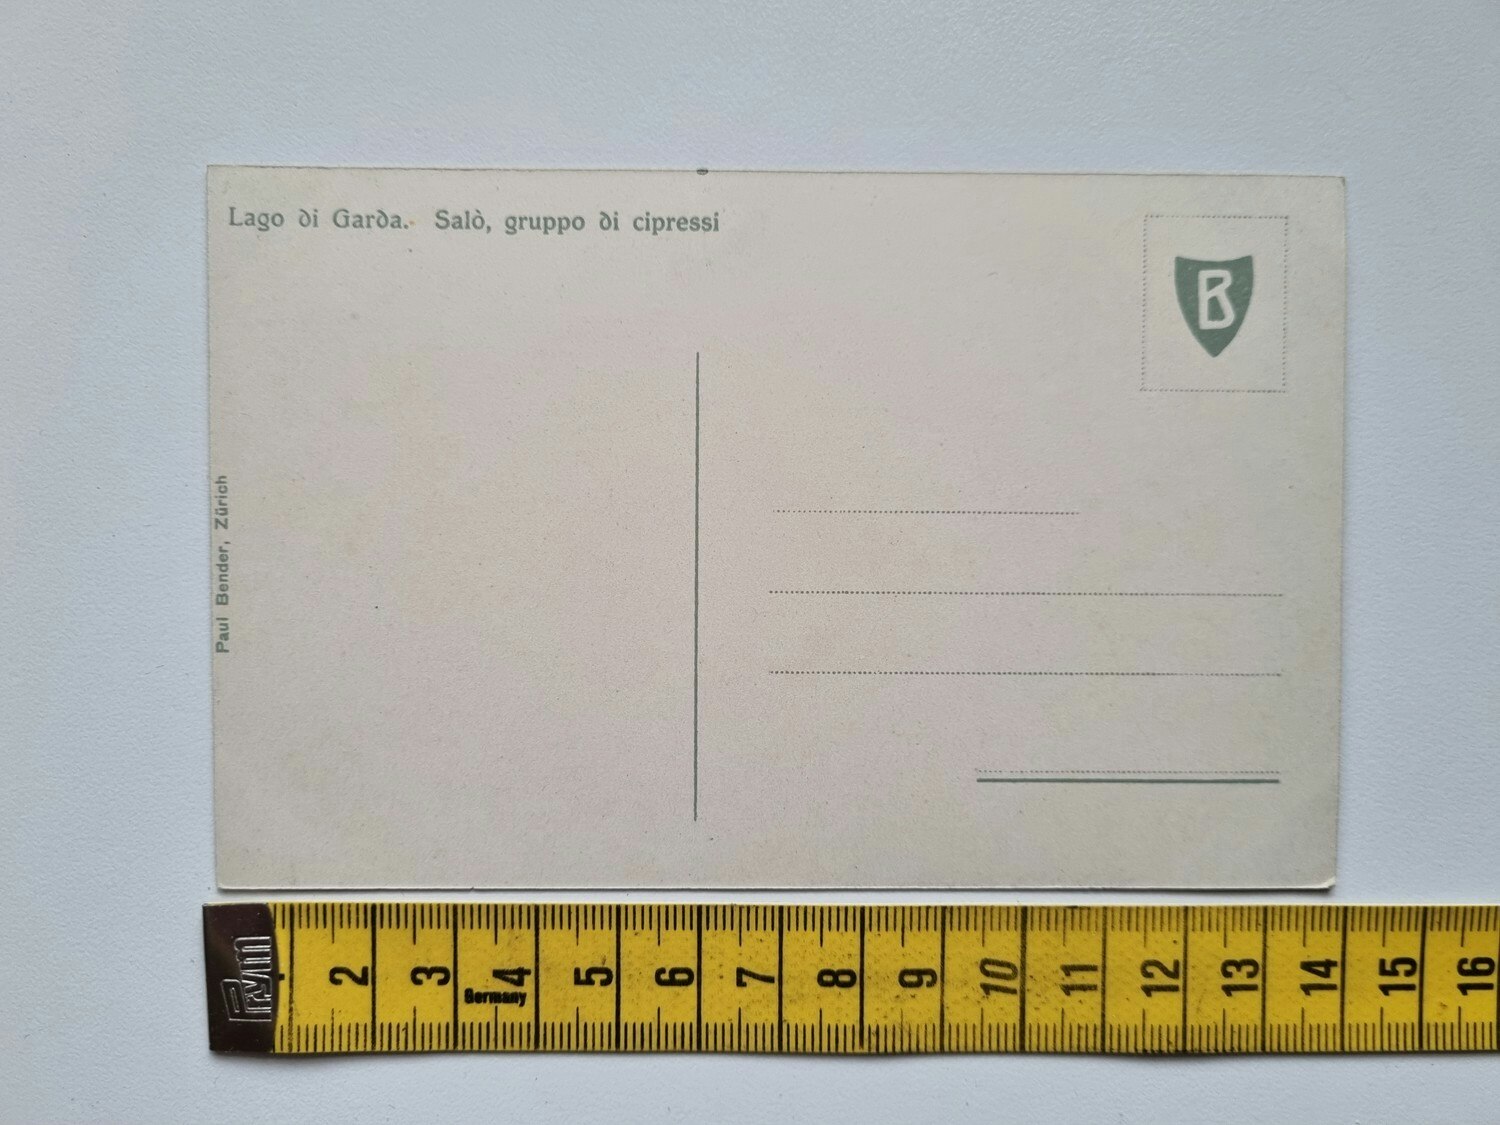 Lago di Garda. Salò, gruppo di cipressi
B
Paul Bender, Zürich
Prym
2 3 4 5 6 7 8 9 10 11 12 13 14 15 16
Germany